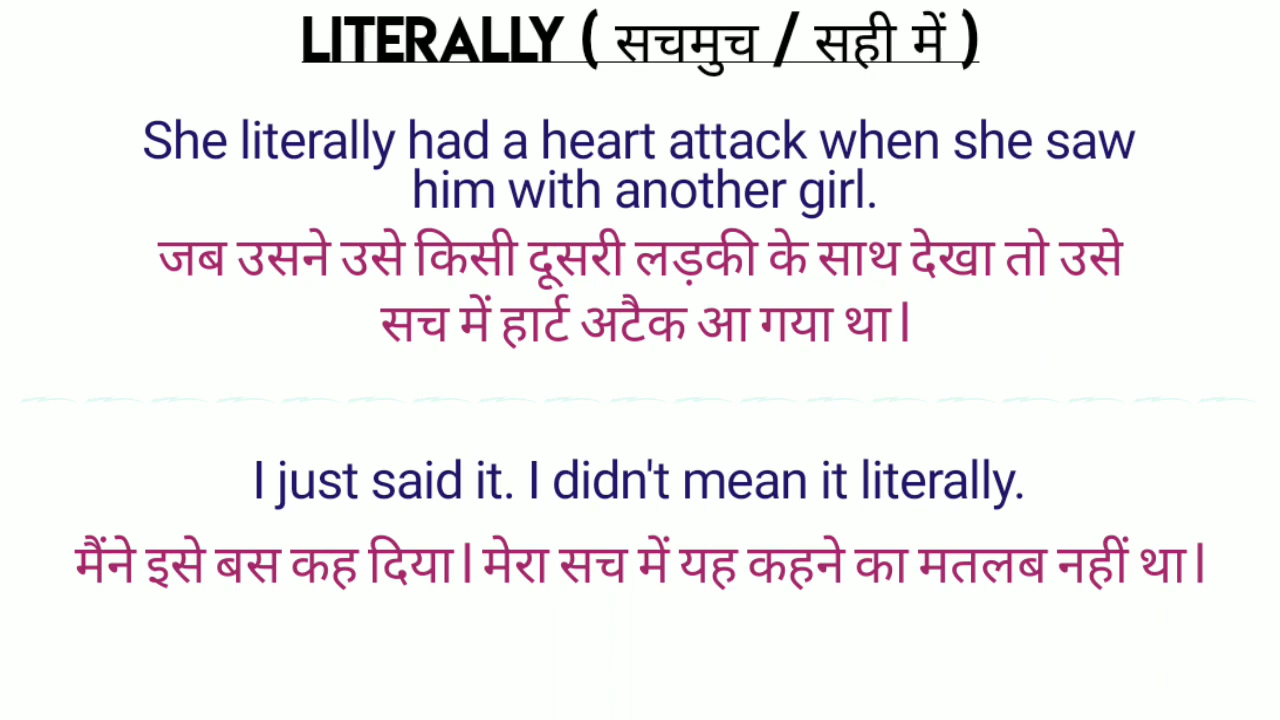 LITERALLY ( सचमुच / सही में )
She literally had a heart attack when she saw
him with another girl.
जब उसने उसे किसी दूसरी लड़की के साथ देखा तो उसे
सच में हार्ट अटैक आ गया था।
I just said it. I didn't mean it literally.
मैंने इसे बस कह दिया। मेरा सच में यह कहने का मतलब नहीं था।